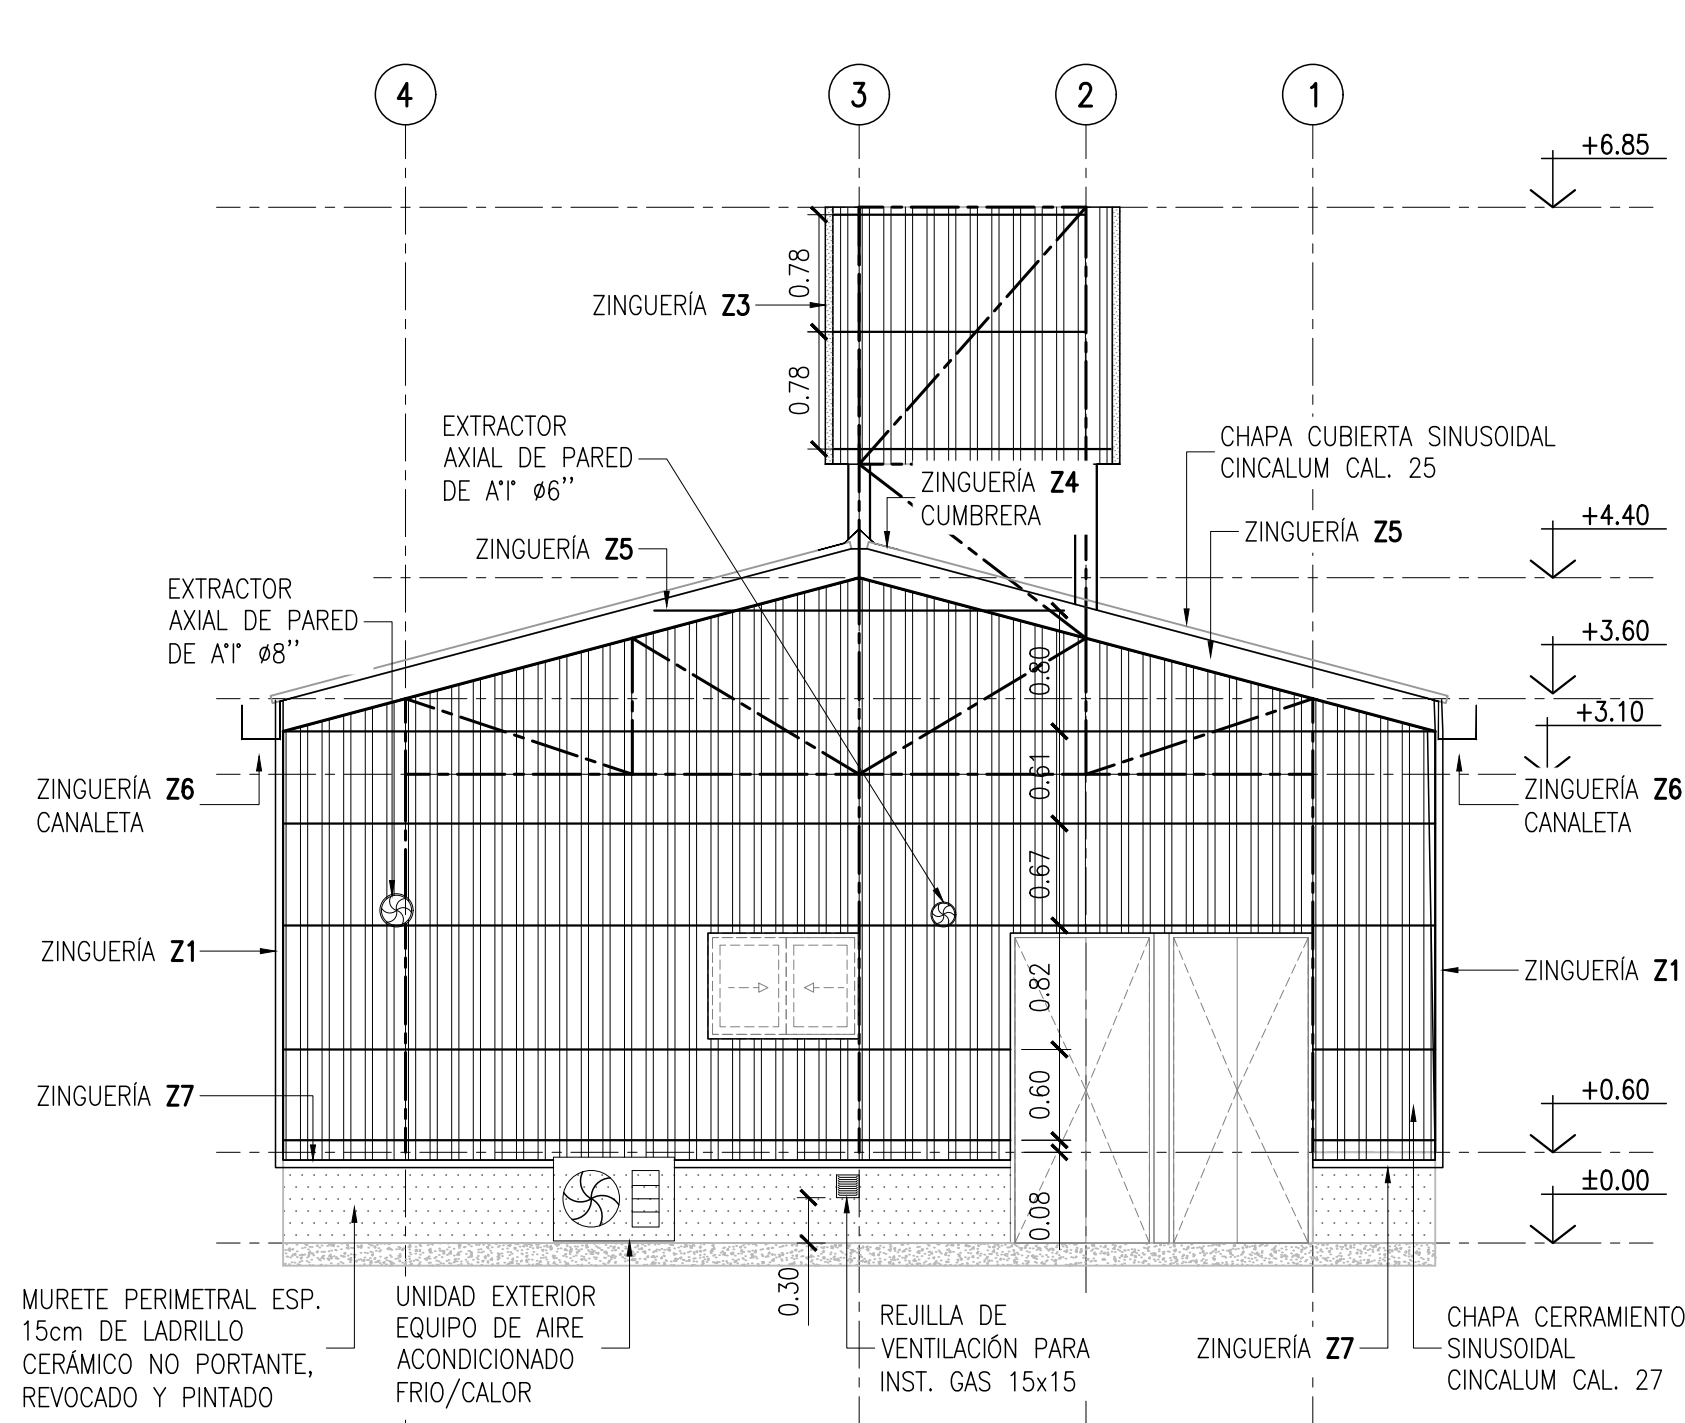 4
3
2
1
+6.85
0.78
ZINGUERÍA Z3
0.78
EXTRACTOR
AXIAL DE PARED
DE A°I° ø6''
CHAPA CUBIERTA SINUSOIDAL
CINCALUM CAL. 25
ZINGUERÍA Z4
CUMBRERA
+4.40
ZINGUERÍA Z5
ZINGUERÍA Z5
EXTRACTOR
AXIAL DE PARED
DE A°I° ø8''
+3.60
0.80
+3.10
0.61
ZINGUERÍA Z6
CANALETA
ZINGUERÍA Z6
CANALETA
0.67
ZINGUERÍA Z1
0.82
ZINGUERÍA Z1
ZINGUERÍA Z7
0.60
+0.60
±0.00
0.08
0.30
MURETE PERIMETRAL ESP.
15cm DE LADRILLO
CERÁMICO NO PORTANTE,
REVOCADO Y PINTADO
UNIDAD EXTERIOR
EQUIPO DE AIRE
ACONDICIONADO
FRIO/CALOR
REJILLA DE
VENTILACIÓN PARA
INST. GAS 15x15
ZINGUERÍA Z7
CHAPA CERRAMIENTO
SINUSOIDAL
CINCALUM CAL. 27